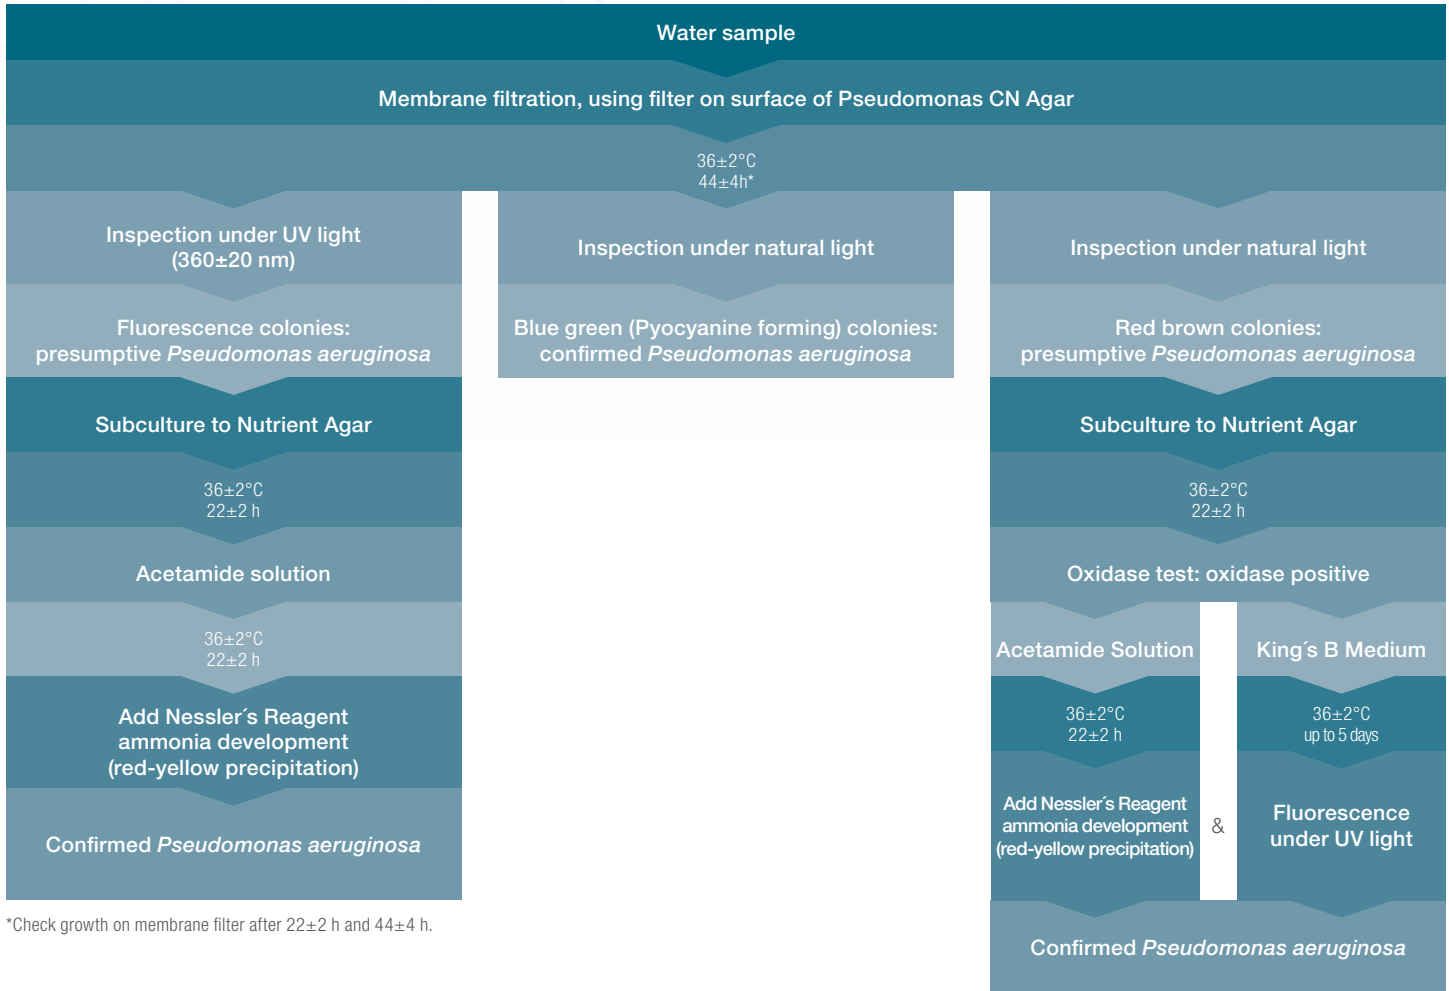 Water sample
Membrane filtration, using filter on surface of Pseudomonas CN Agar
36±2°C
44±4h*
Inspection under UV light
(360±20 nm)
Fluorescence colonies:
presumptive Pseudomonas aeruginosa
Subculture to Nutrient Agar
36±2°C
22±2 h
Acetamide solution
36±2°C
22±2 h
Add Nessler´s Reagent
ammonia development
(red-yellow precipitation)
Confirmed Pseudomonas aeruginosa
*Check growth on membrane filter after 22±2 h and 44±4 h.
Inspection under natural light
Blue green (Pyocyanine forming) colonies:
confirmed Pseudomonas aeruginosa
Inspection under natural light
Red brown colonies:
presumptive Pseudomonas aeruginosa
Subculture to Nutrient Agar
36±2°C
22±2 h
Oxidase test: oxidase positive
Acetamide Solution
36±2°C
22±2 h
Add Nessler´s Reagent
ammonia development
(red-yellow precipitation)
&
King´s B Medium
36±2°C
up to 5 days
Fluorescence
under UV light
Confirmed Pseudomonas aeruginosa